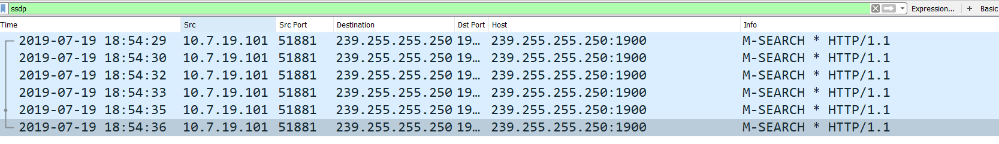 ssdp Expression... + Basic
Time Src Src Port Destination Dst Port Host Info
2019-07-19 18:54:29 10.7.19.101 51881 239.255.255.250 19... 239.255.255.250:1900 M-SEARCH * HTTP/1.1
2019-07-19 18:54:30 10.7.19.101 51881 239.255.255.250 19... 239.255.255.250:1900 M-SEARCH * HTTP/1.1
2019-07-19 18:54:32 10.7.19.101 51881 239.255.255.250 19... 239.255.255.250:1900 M-SEARCH * HTTP/1.1
2019-07-19 18:54:33 10.7.19.101 51881 239.255.255.250 19... 239.255.255.250:1900 M-SEARCH * HTTP/1.1
2019-07-19 18:54:35 10.7.19.101 51881 239.255.255.250 19... 239.255.255.250:1900 M-SEARCH * HTTP/1.1
2019-07-19 18:54:36 10.7.19.101 51881 239.255.255.250 19... 239.255.255.250:1900 M-SEARCH * HTTP/1.1